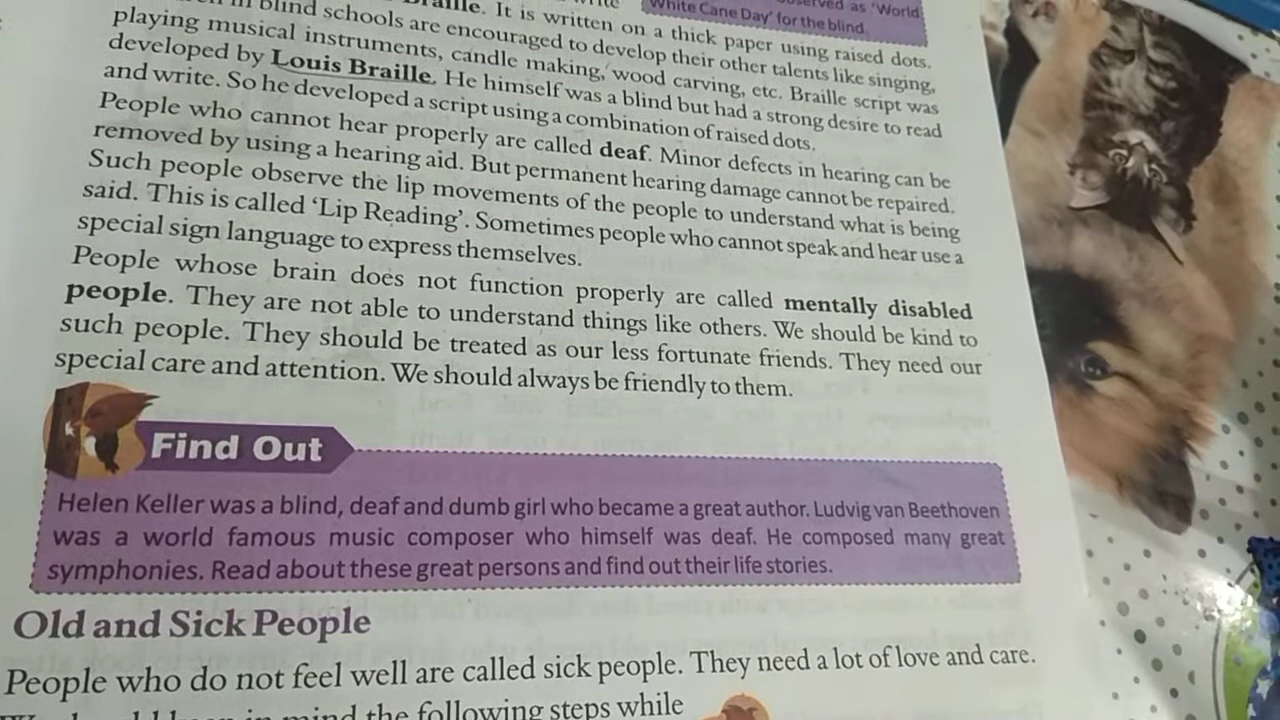 served as 'World
White Cane Day' for the blind.
Braille. It is written on a thick paper using raised dots.
in blind schools are encouraged to develop their other talents like singing,
playing musical instruments, candle making, wood carving, etc. Braille script was
developed by Louis Braille. He himself was a blind but had a strong desire to read
and write. So he developed a script using a combination of raised dots.
People who cannot hear properly are called deaf. Minor defects in hearing can be
removed by using a hearing aid. But permanent hearing damage cannot be repaired.
Such people observe the lip movements of the people to understand what is being
said. This is called 'Lip Reading'. Sometimes people who cannot speak and hear use a
special sign language to express themselves.
People whose brain does not function properly are called mentally disabled
people. They are not able to understand things like others. We should be kind to
such people. They should be treated as our less fortunate friends. They need our
special care and attention. We should always be friendly to them.
Find Out
Helen Keller was a blind, deaf and dumb girl who became a great author. Ludvig van Beethoven
was a world famous music composer who himself was deaf. He composed many great
symphonies. Read about these great persons and find out their life stories.
Old and Sick People
People who do not feel well are called sick people. They need a lot of love and care.
in mind the following steps while